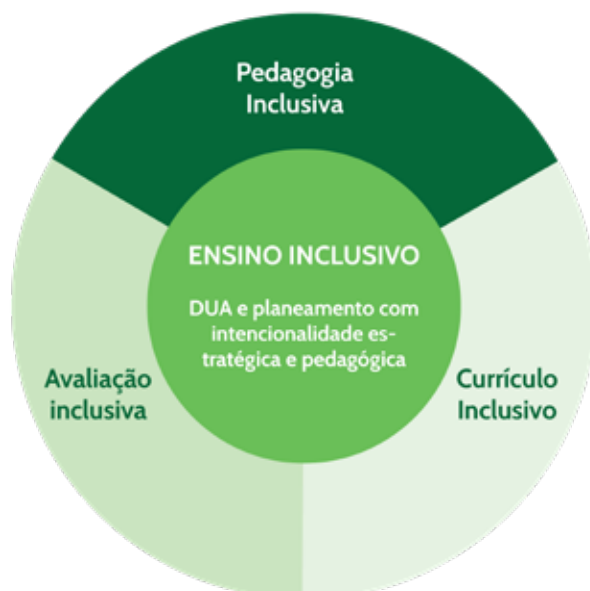 Pedagogia
Inclusiva
ENSINO INCLUSIVO
DUA e planeamento com
intencionalidade es-
tratégica e pedagógica
Avaliação
inclusiva
Currículo
Inclusivo